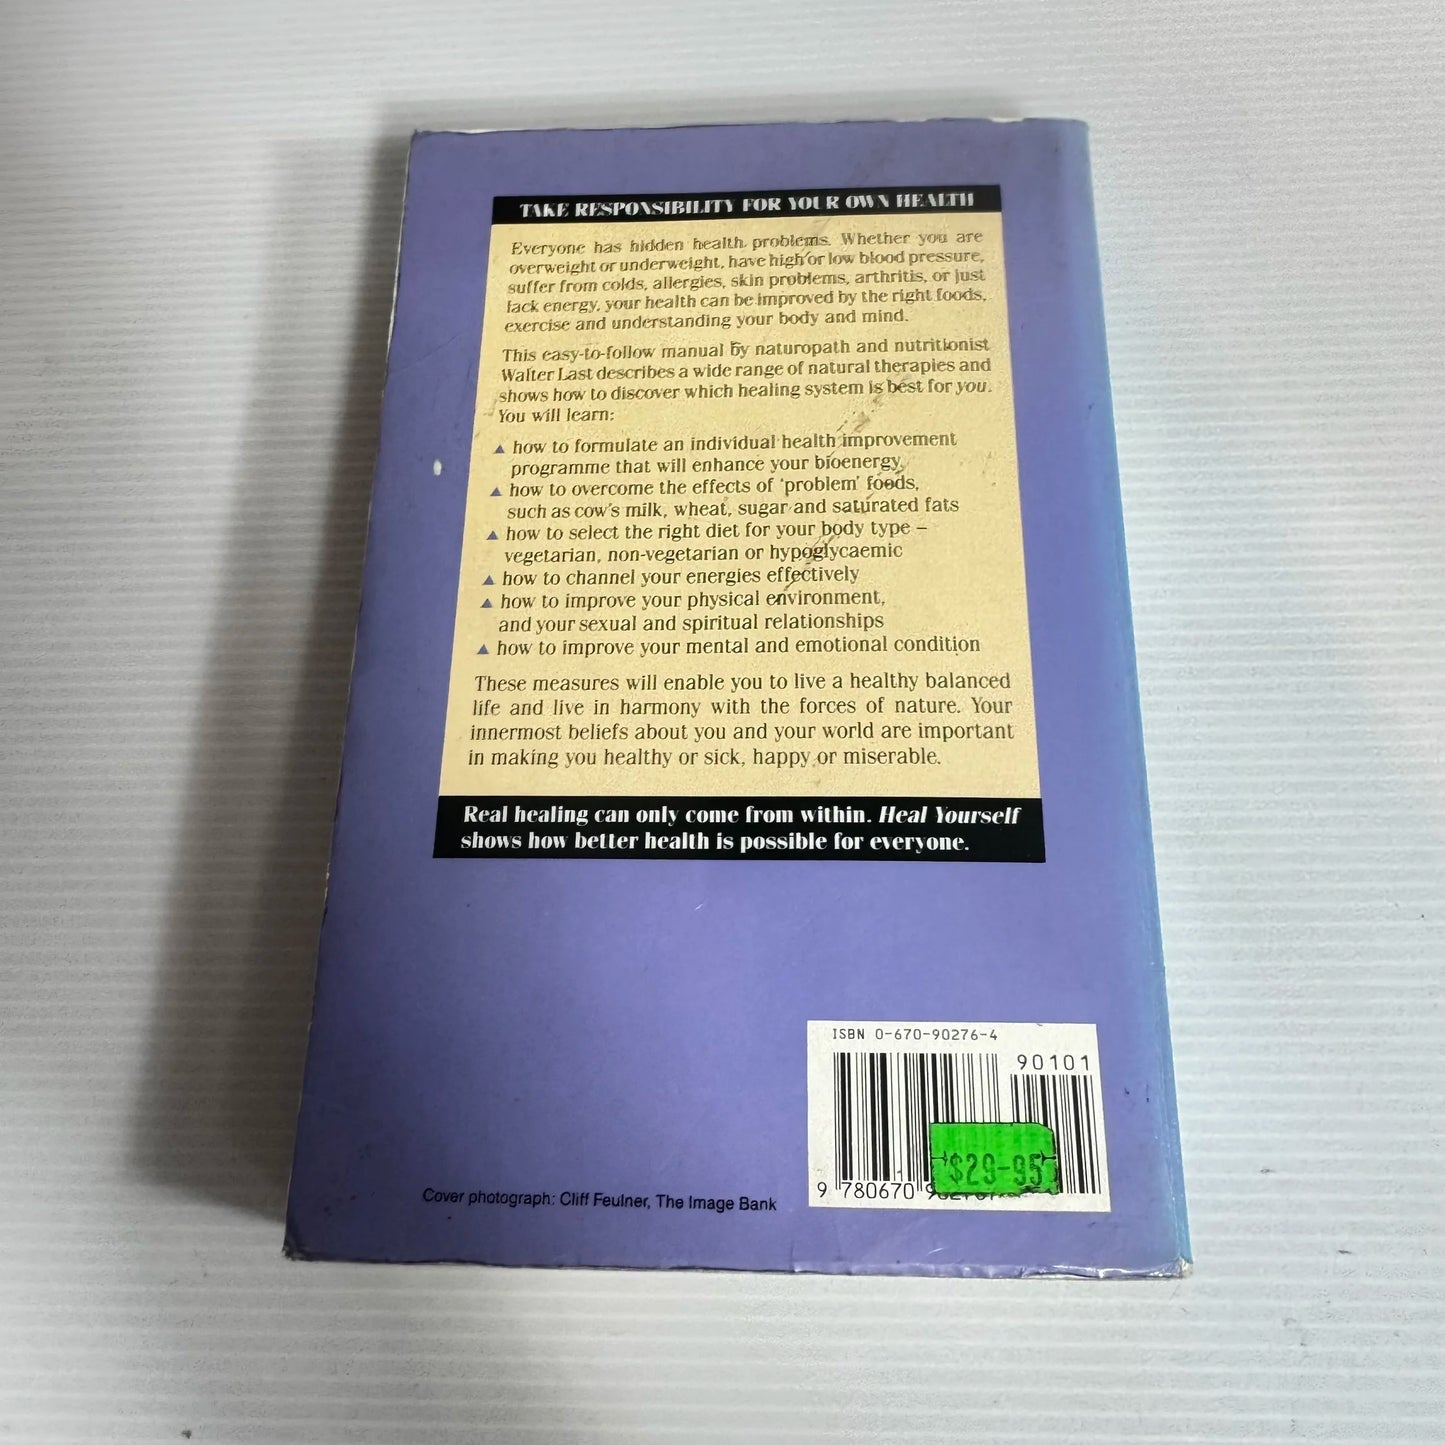 TAKE RESPONSIBILITY FOR YOUR OWN HEALTH
Everyone has hidden health problems. Whether you are
overweight or underweight, have high or low blood pressure,
suffer from colds, allergies, skin problems, arthritis, or just
lack energy, your health can be improved by the right foods,
exercise and understanding your body and mind.
This easy-to-follow manual by naturopath and nutritionist
Walter Last describes a wide range of natural therapies and
shows how to discover which healing system is best for you.
You will learn:
▲ how to formulate an individual health improvement
programme that will enhance your bioenergy,
▲ how to overcome the effects of 'problem' foods,
such as cow's milk, wheat, sugar and saturated fats
▲ how to select the right diet for your body type –
vegetarian, non-vegetarian or hypoglycaemic
▲ how to channel your energies effectively
▲ how to improve your physical environment,
and your sexual and spiritual relationships
▲ how to improve your mental and emotional condition
These measures will enable you to live a healthy balanced
life and live in harmony with the forces of nature. Your
innermost beliefs about you and your world are important
in making you healthy or sick, happy or miserable.
Real healing can only come from within. Heal Yourself
shows how better health is possible for everyone.
ISBN 0-670-90276-4
90101
$29-95
9 780670
Cover photograph: Cliff Feulner, The Image Bank